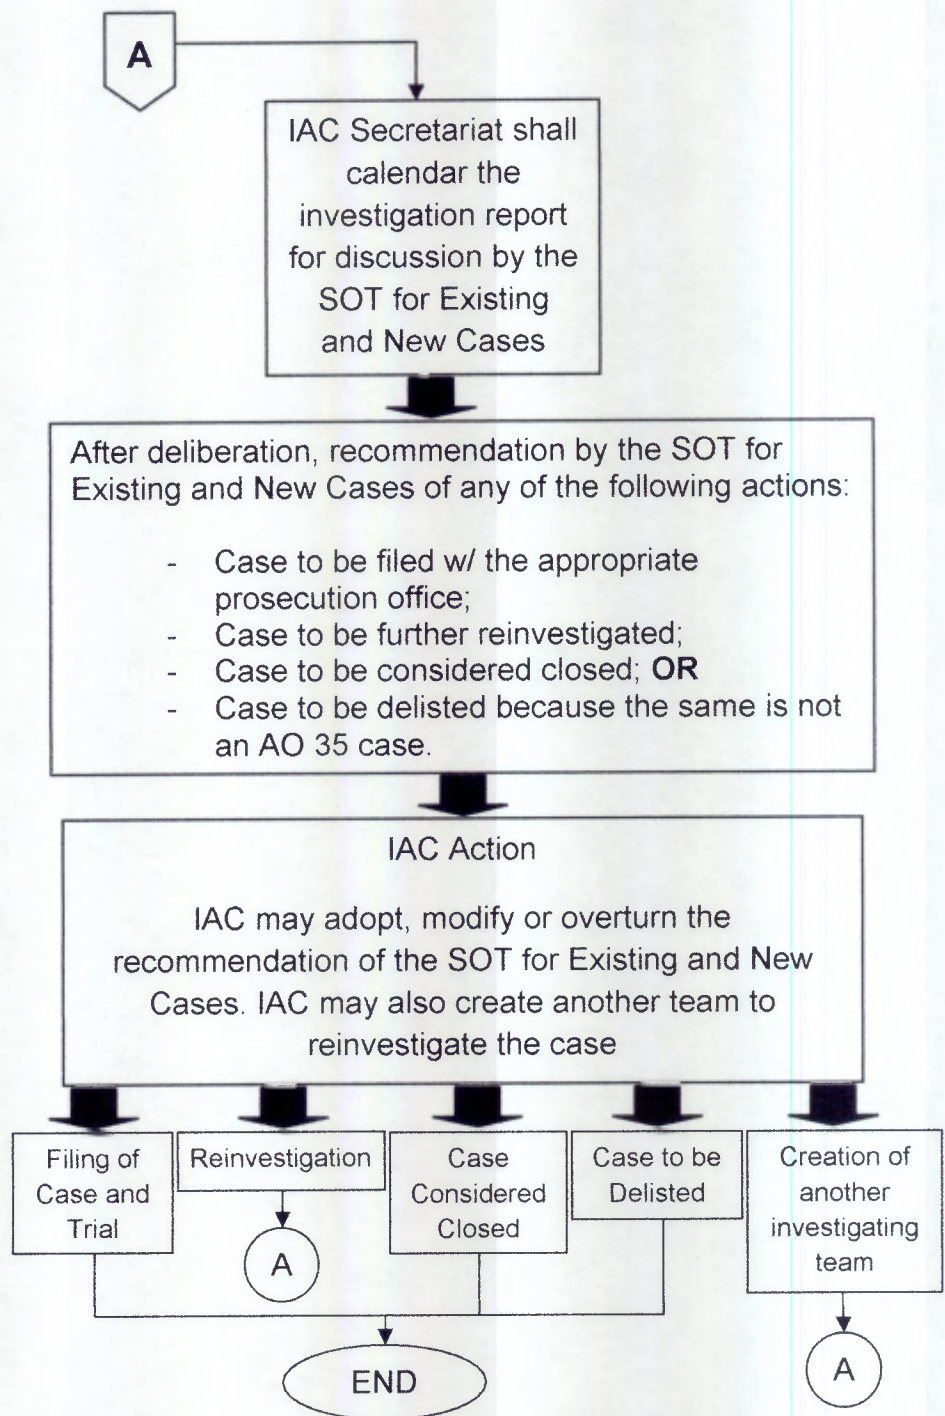 A
IAC Secretariat shall
calendar the
investigation report
for discussion by the
SOT for Existing
and New Cases
After deliberation, recommendation by the SOT for
Existing and New Cases of any of the following actions:
- Case to be filed w/ the appropriate
prosecution office;
- Case to be further reinvestigated;
- Case to be considered closed; OR
- Case to be delisted because the same is not
an AO 35 case.
IAC Action
IAC may adopt, modify or overturn the
recommendation of the SOT for Existing and New
Cases. IAC may also create another team to
reinvestigate the case
Filing of
Case and
Trial
Reinvestigation
A
Case
Considered
Closed
Case to be
Delisted
Creation of
another
investigating
team
A
END